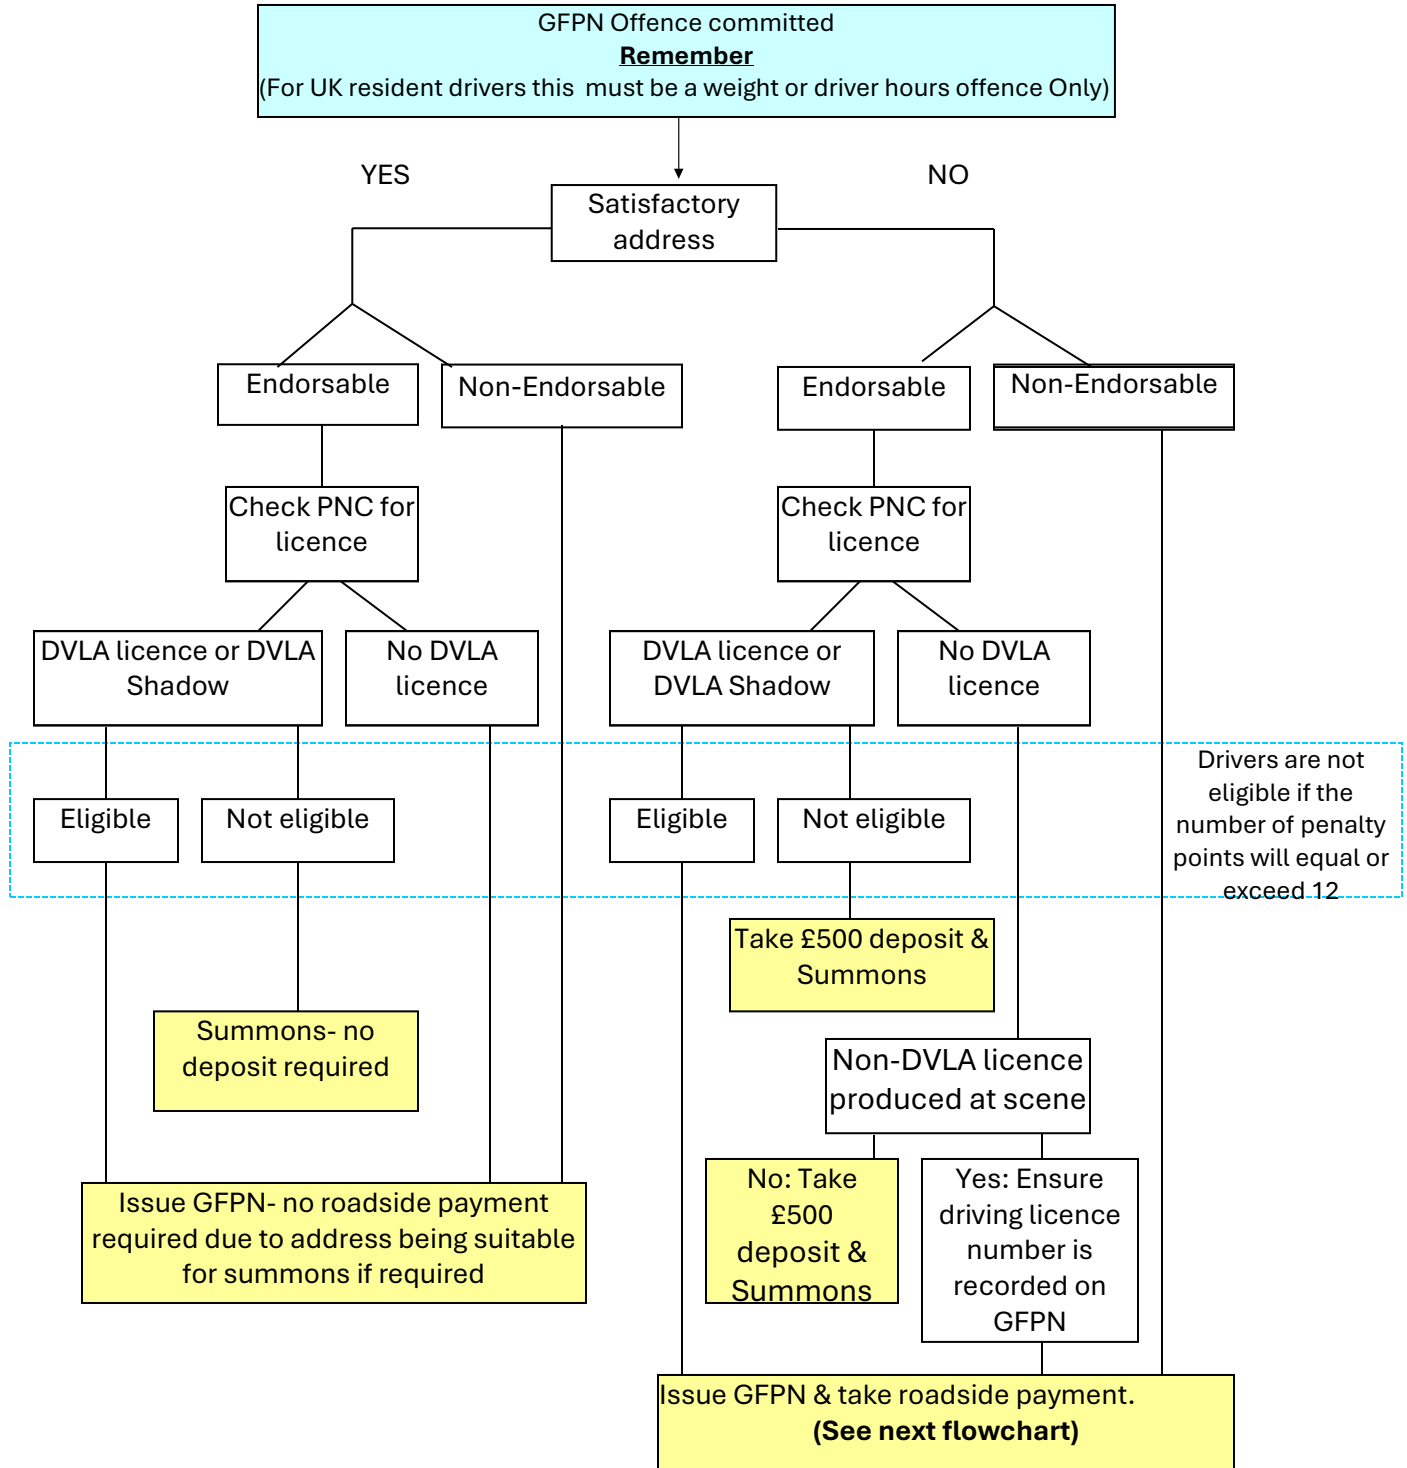 GFPN Offence committed
Remember
(For UK resident drivers this must be a weight or driver hours offence Only)
YES
NO
Satisfactory
address
Endorsable
Non-Endorsable
Endorsable
Non-Endorsable
Check PNC for
licence
Check PNC for
licence
DVLA licence or DVLA
Shadow
No DVLA
licence
DVLA licence or
DVLA Shadow
No DVLA
licence
Drivers are not
eligible if the
number of penalty
points will equal or
exceed 12
Eligible
Not eligible
Eligible
Not eligible
Take £500 deposit &
Summons
Summons- no
deposit required
Non-DVLA licence
produced at scene
No: Take
£500
deposit &
Summons
Yes: Ensure
driving licence
number is
recorded on
GFPN
Issue GFPN- no roadside payment
required due to address being suitable
for summons if required
Issue GFPN & take roadside payment.
(See next flowchart)